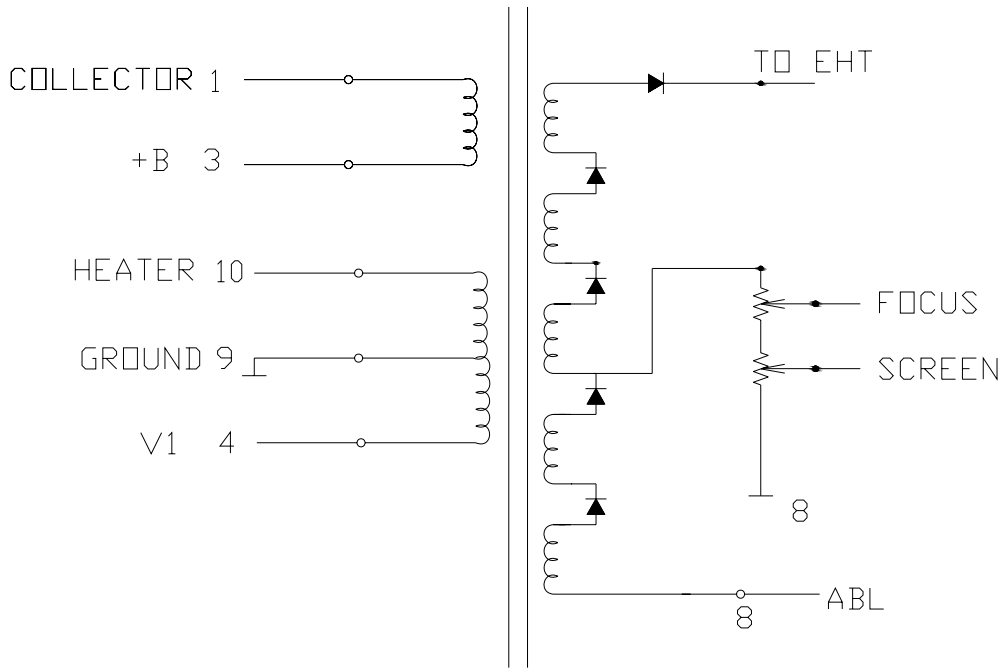 COLLECTOR 1
+B 3
HEATER 10
GROUND 9
V1 4
TO EHT
FOCUS
SCREEN
8
ABL
8